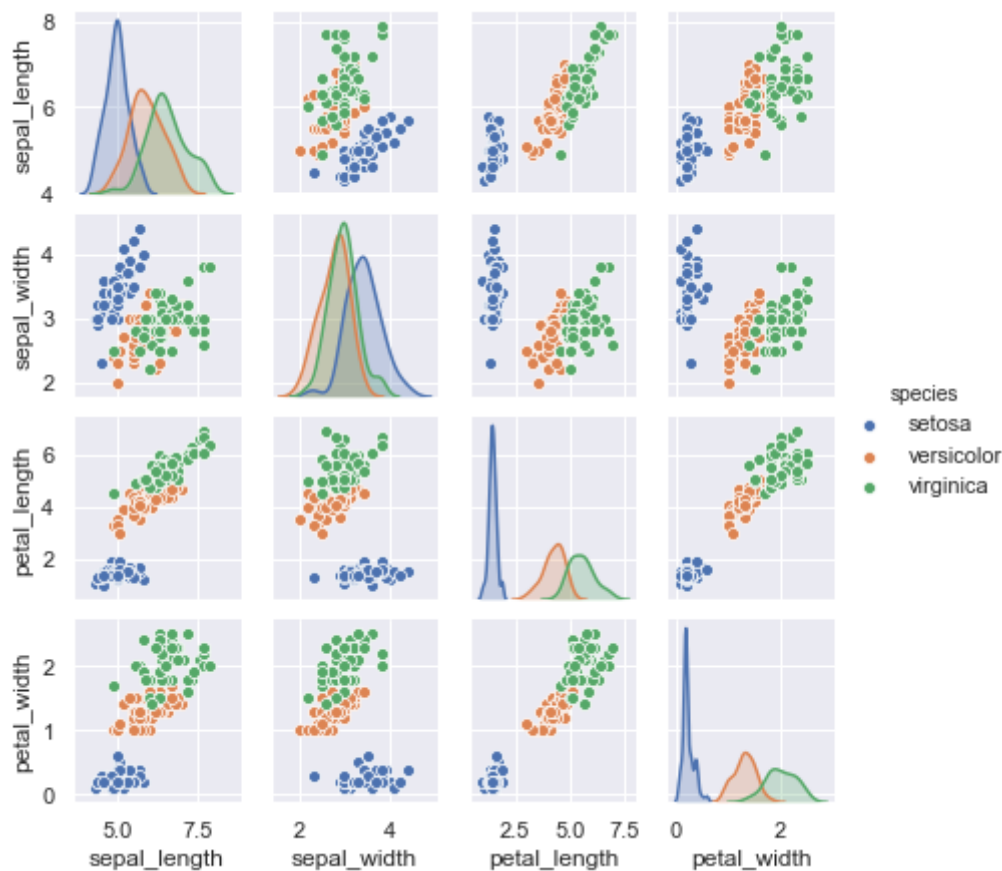 sepal_length
8
6
4
sepal_width
4
3
2
species
setosa
versicolor
virginica
petal_length
6
4
2
petal_width
2
1
0
5.0 7.5
2 4
2.5 5.0 7.5
0 2
sepal_length
sepal_width
petal_length
petal_width